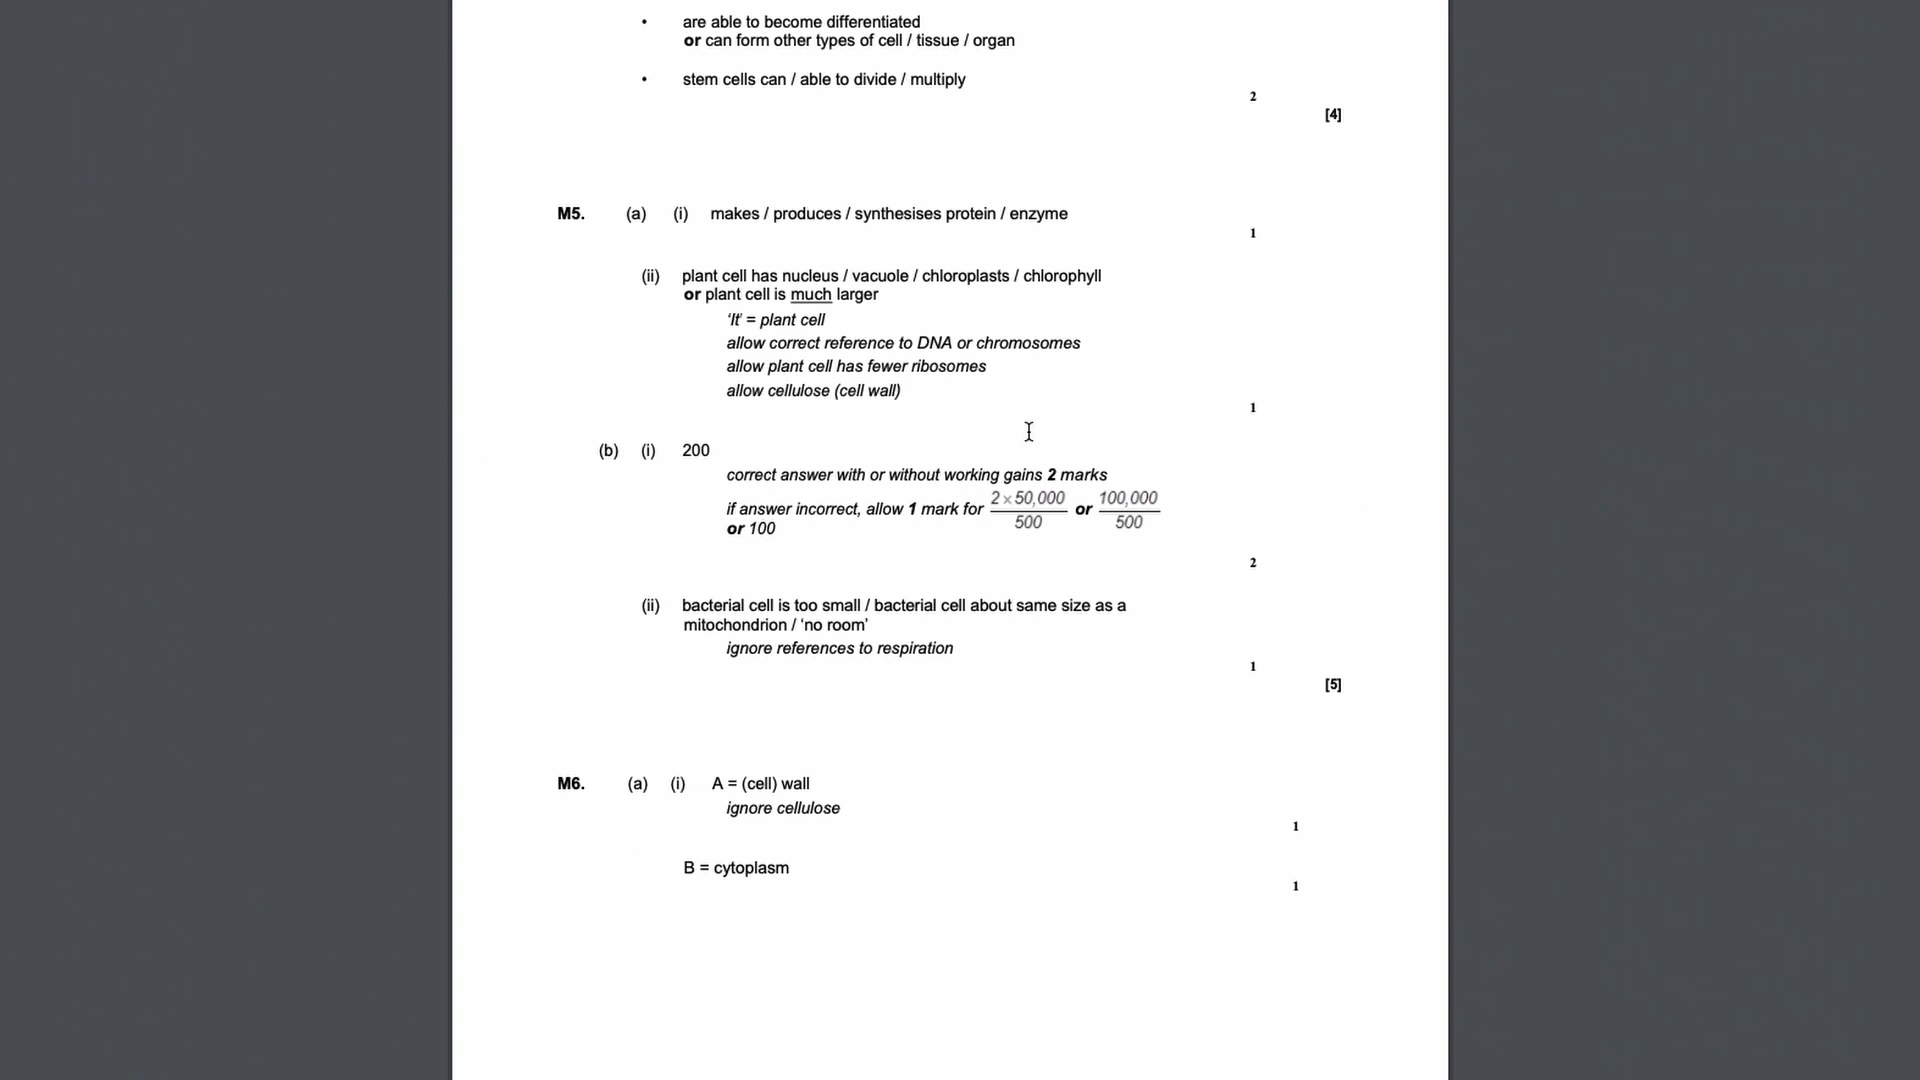 • are able to become differentiated
or can form other types of cell / tissue / organ
• stem cells can / able to divide / multiply
2
[4]
M5. (a) (i) makes / produces / synthesises protein / enzyme
1
(ii) plant cell has nucleus / vacuole / chloroplasts / chlorophyll
or plant cell is much larger
‘It’ = plant cell
allow correct reference to DNA or chromosomes
allow plant cell has fewer ribosomes
allow cellulose (cell wall)
1
(b) (i) 200
correct answer with or without working gains 2 marks
if answer incorrect, allow 1 mark for 2 × 50,000 / 500 or 100,000 / 500
or 100
2
(ii) bacterial cell is too small / bacterial cell about same size as a
mitochondrion / ‘no room’
ignore references to respiration
1
[5]
M6. (a) (i) A = (cell) wall
ignore cellulose
1
B = cytoplasm
1